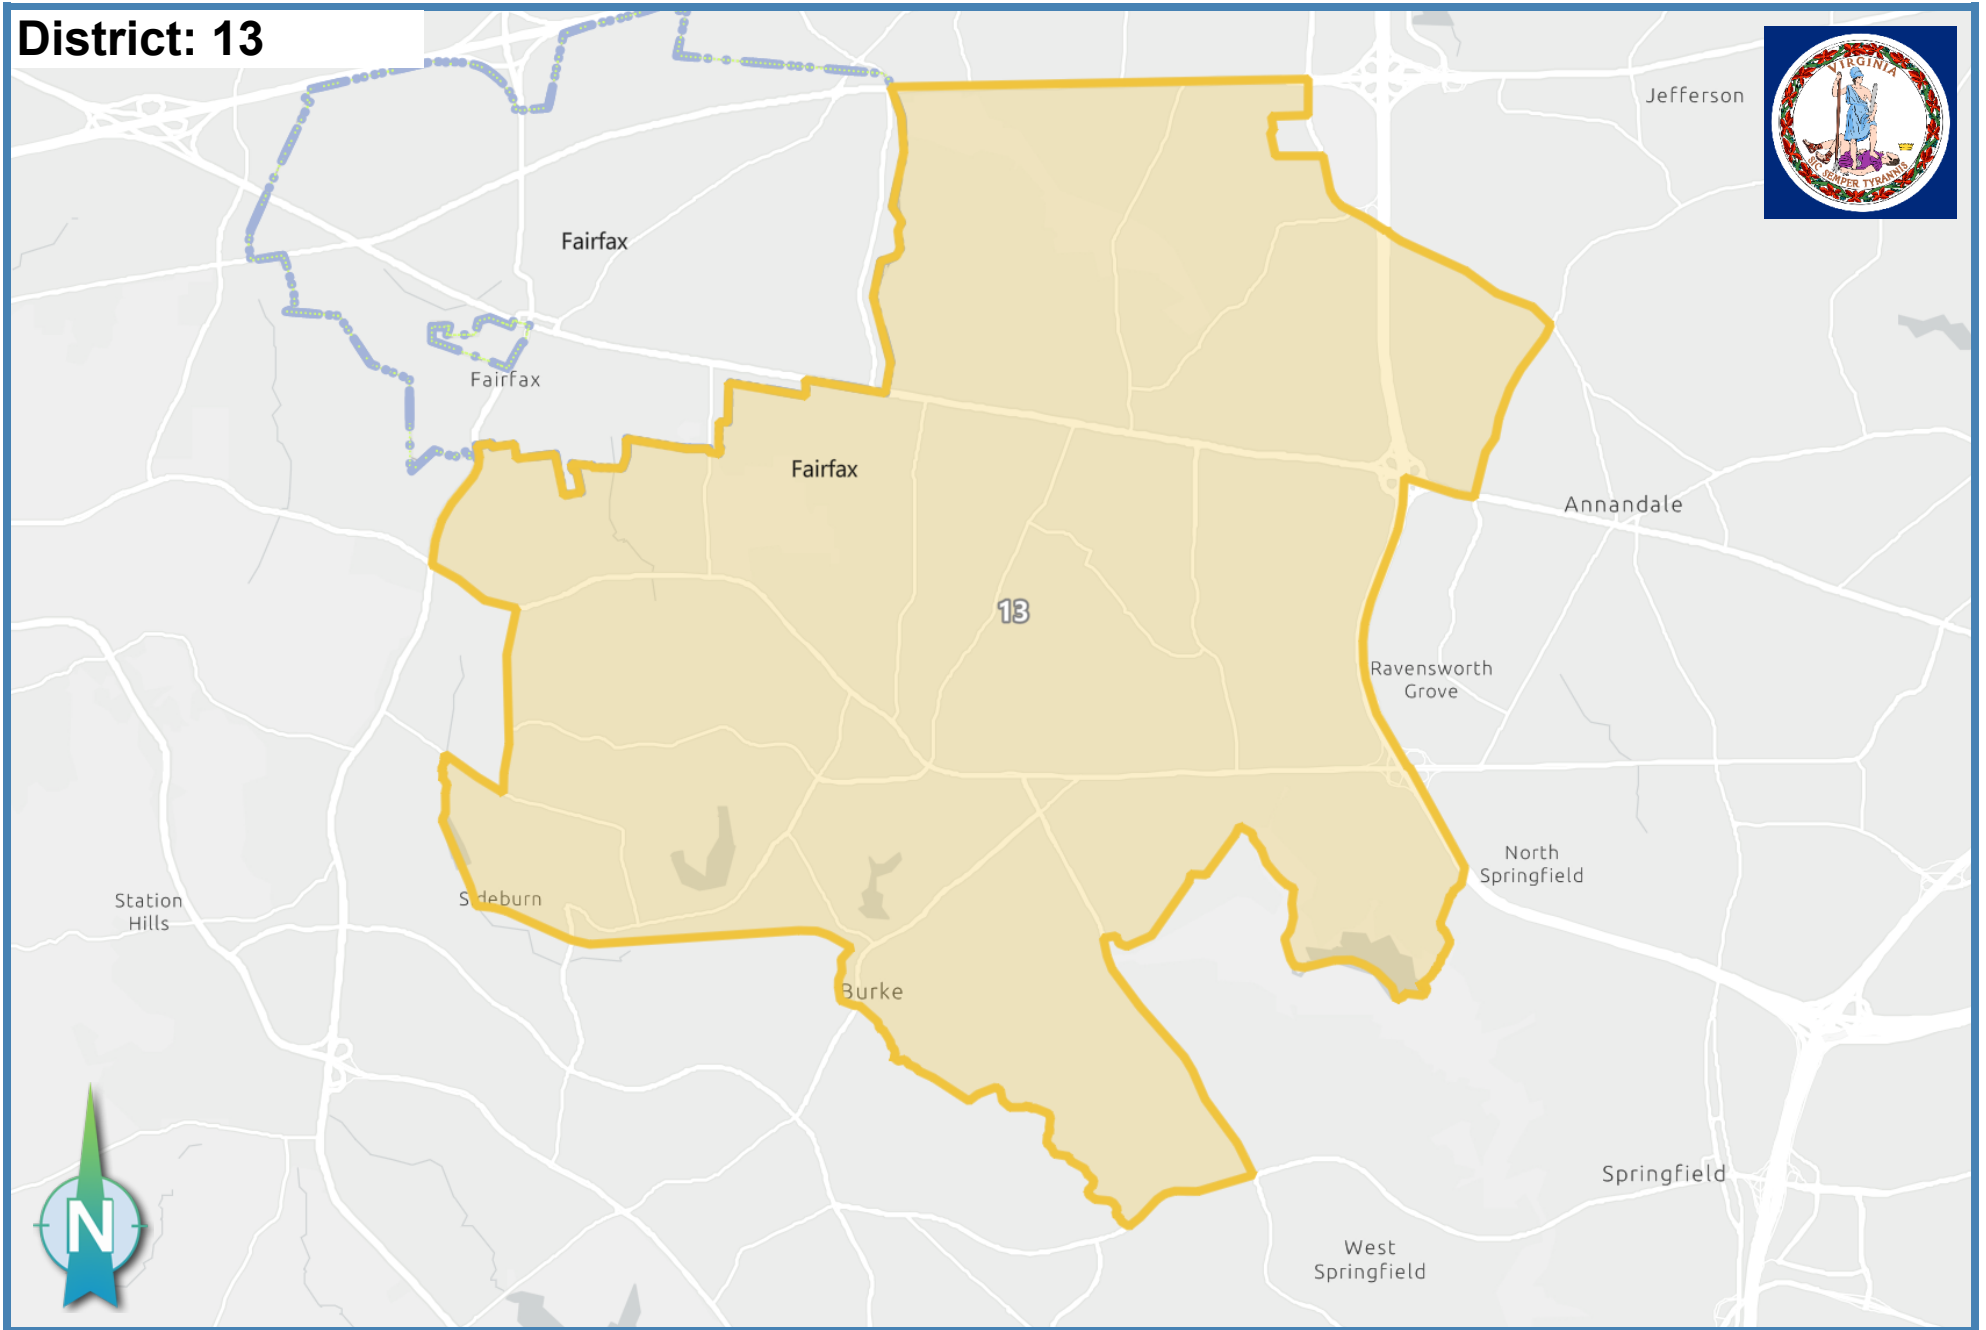 District: 13
VIRGINIA
SIC SEMPER TYRANNIS
Jefferson
Fairfax
Fairfax
Fairfax
Annandale
13
Ravensworth
Grove
North
Springfield
Station
Hills
Sideburn
Burke
Springfield
West
Springfield
N